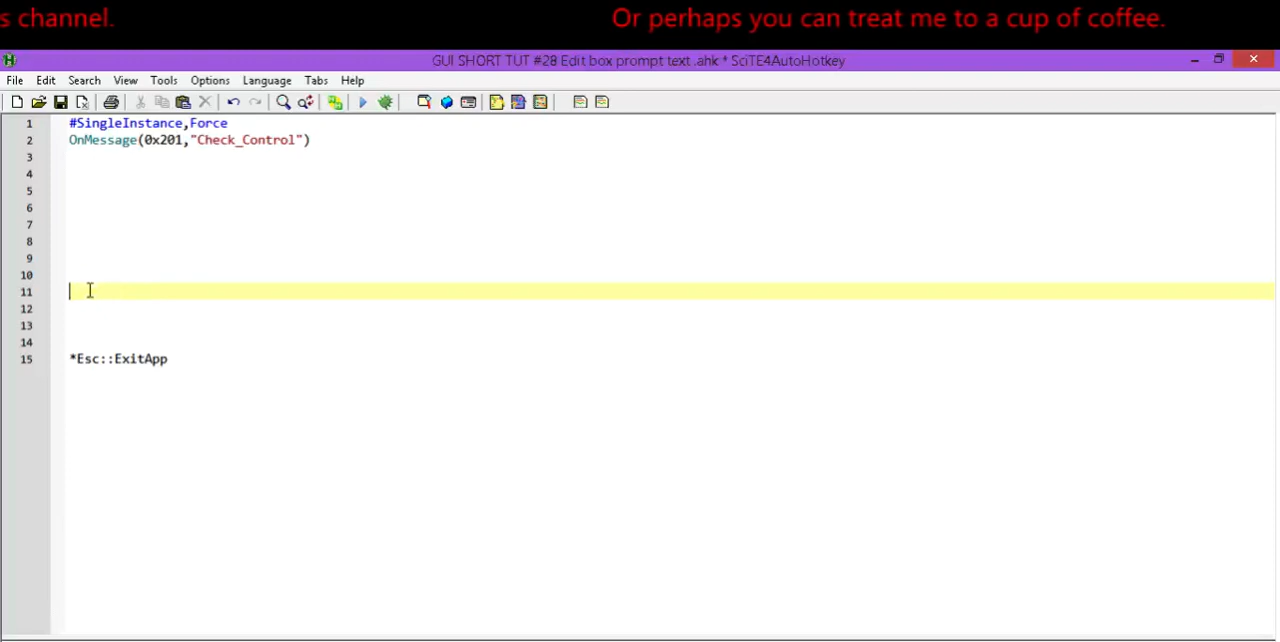 s channel.
Or perhaps you can treat me to a cup of coffee.
GUI SHORT TUT #28 Edit box prompt text .ahk * SciTE4AutoHotkey
File Edit Search View Tools Options Language Tabs Help
1 #SingleInstance,Force
2 OnMessage(0x201,"Check_Control")
3
4
5
6
7
8
9
10
11
12
13
14
15 *Esc::ExitApp